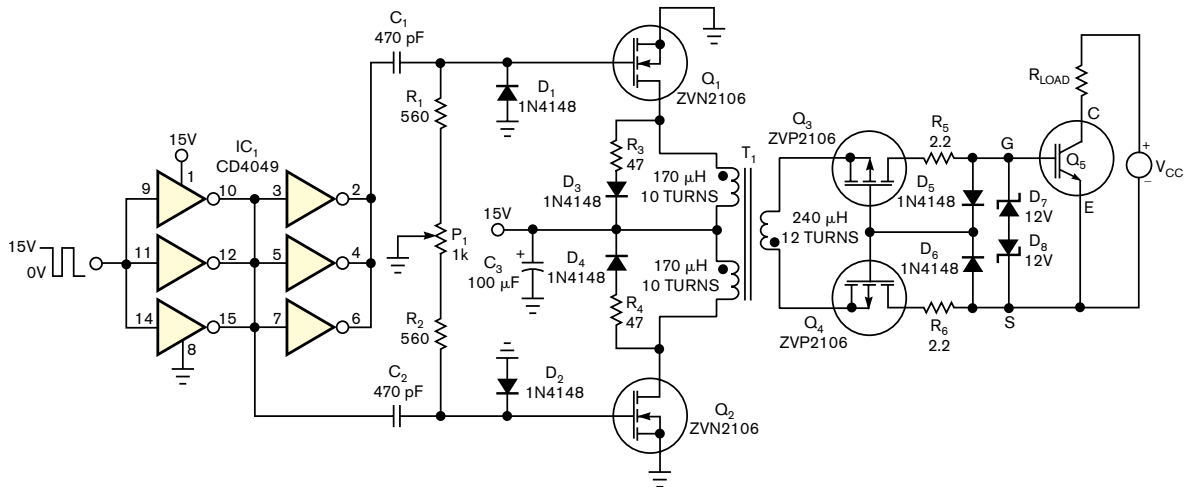 C1
470 pF
R1
560
D1
1N4148
Q1
ZVN2106
15V
IC1
CD4049
1
9
10
3
2
11
12
5
4
14
15
7
6
8
15V
0V
P1
1k
R2
560
C2
470 pF
D2
1N4148
R3
47
D3
1N4148
15V
C3
100 µF
+
D4
1N4148
R4
47
170 µH
10 TURNS
170 µH
10 TURNS
T1
Q2
ZVN2106
240 µH
12 TURNS
Q3
ZVP2106
Q4
ZVP2106
R5
2.2
D5
1N4148
D6
1N4148
R6
2.2
G
S
D7
12V
D8
12V
RLOAD
C
Q5
E
+
VCC
−